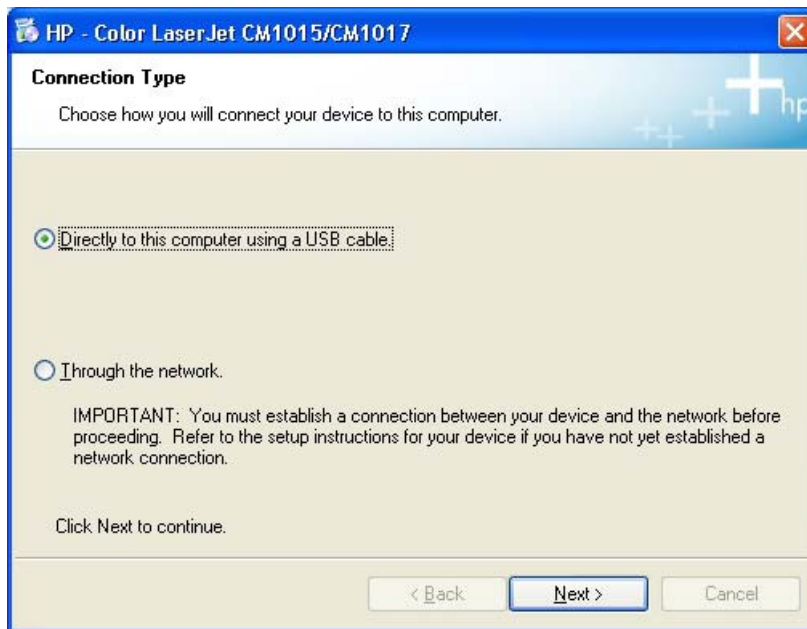 HP - Color LaserJet CM1015/CM1017
Connection Type
Choose how you will connect your device to this computer.
hp
Directly to this computer using a USB cable.
Through the network.
IMPORTANT: You must establish a connection between your device and the network before
proceeding. Refer to the setup instructions for your device if you have not yet established a
network connection.
Click Next to continue.
< Back
Next >
Cancel